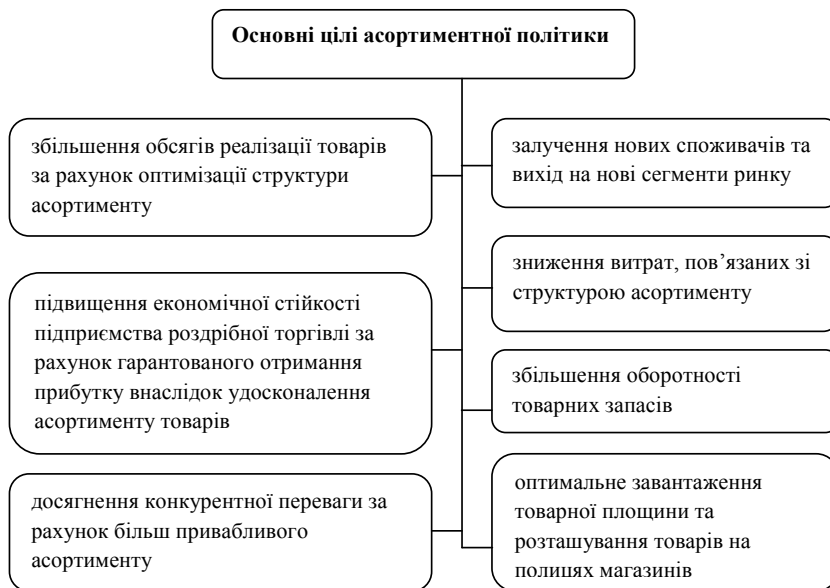 Основні цілі асортиментної політики
збільшення обсягів реалізації товарів
за рахунок оптимізації структури
асортименту
підвищення економічної стійкості
підприємства роздрібної торгівлі за
рахунок гарантованого отримання
прибутку внаслідок удосконалення
асортименту товарів
досягнення конкурентної переваги за
рахунок більш привабливого
асортименту
залучення нових споживачів та
вихід на нові сегменти ринку
зниження витрат, пов’язаних зі
структурою асортименту
збільшення оборотності
товарних запасів
оптимальне завантаження
товарної площини та
розташування товарів на
полицях магазинів